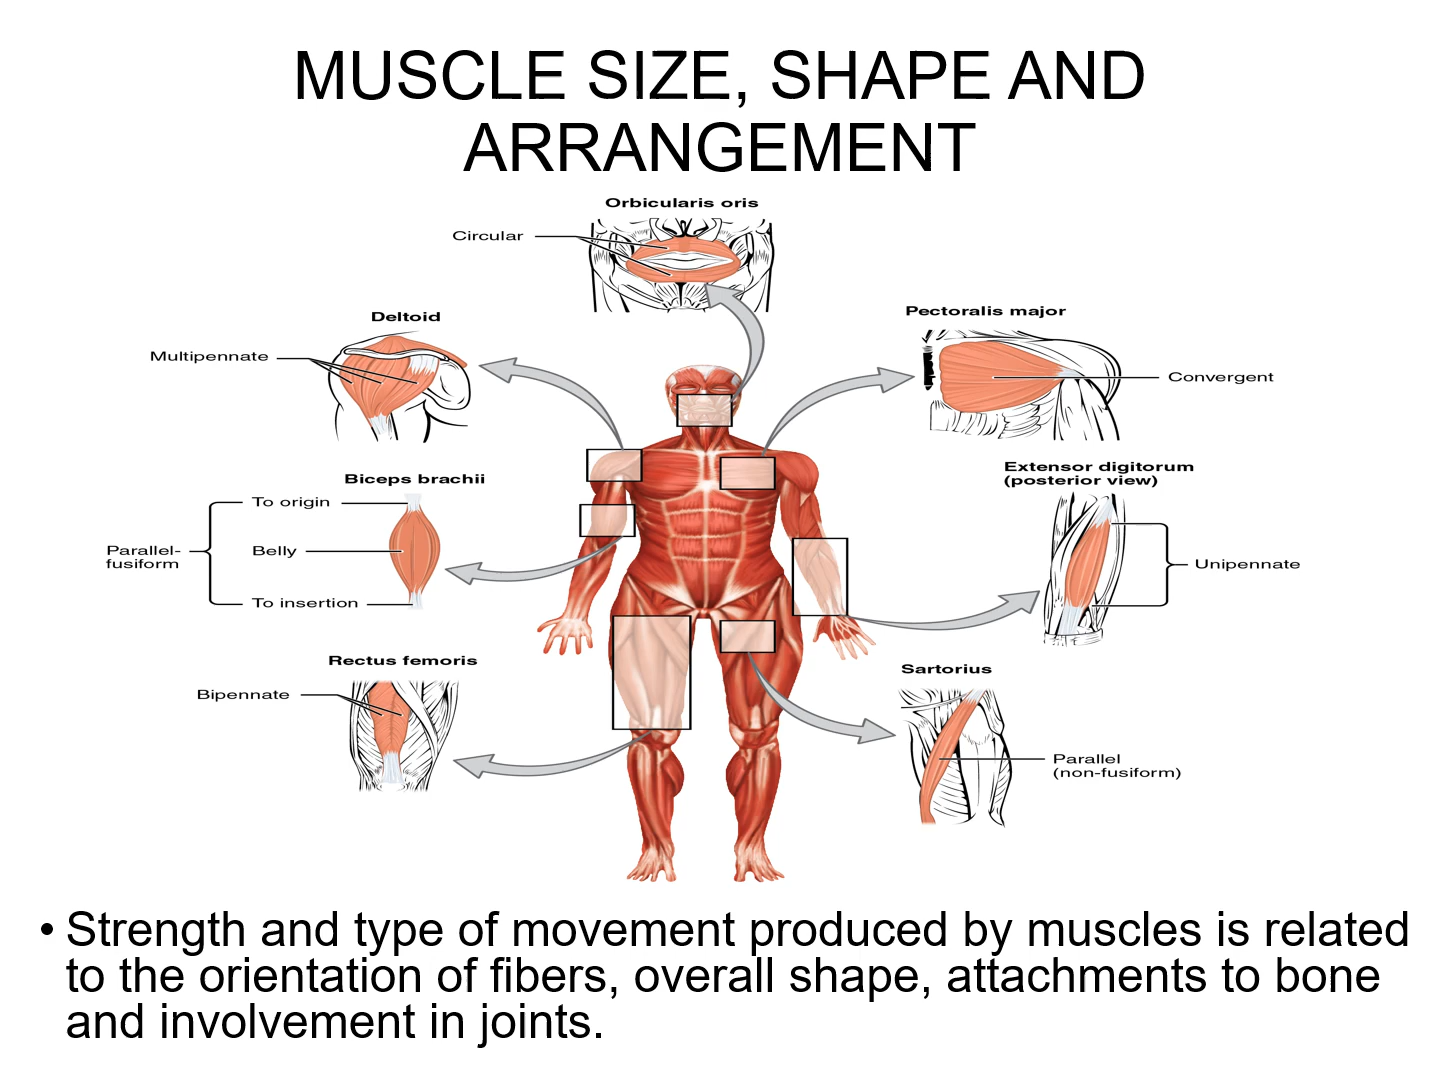 MUSCLE SIZE, SHAPE AND
ARRANGEMENT
Orbicularis oris
Circular
Deltoid
Multipennate
Pectoralis major
Convergent
Biceps brachii
To origin
Parallel-
fusiform
Belly
To insertion
Extensor digitorum
(posterior view)
Unipennate
Rectus femoris
Bipennate
Sartorius
Parallel
(non-fusiform)
• Strength and type of movement produced by muscles is related
to the orientation of fibers, overall shape, attachments to bone
and involvement in joints.